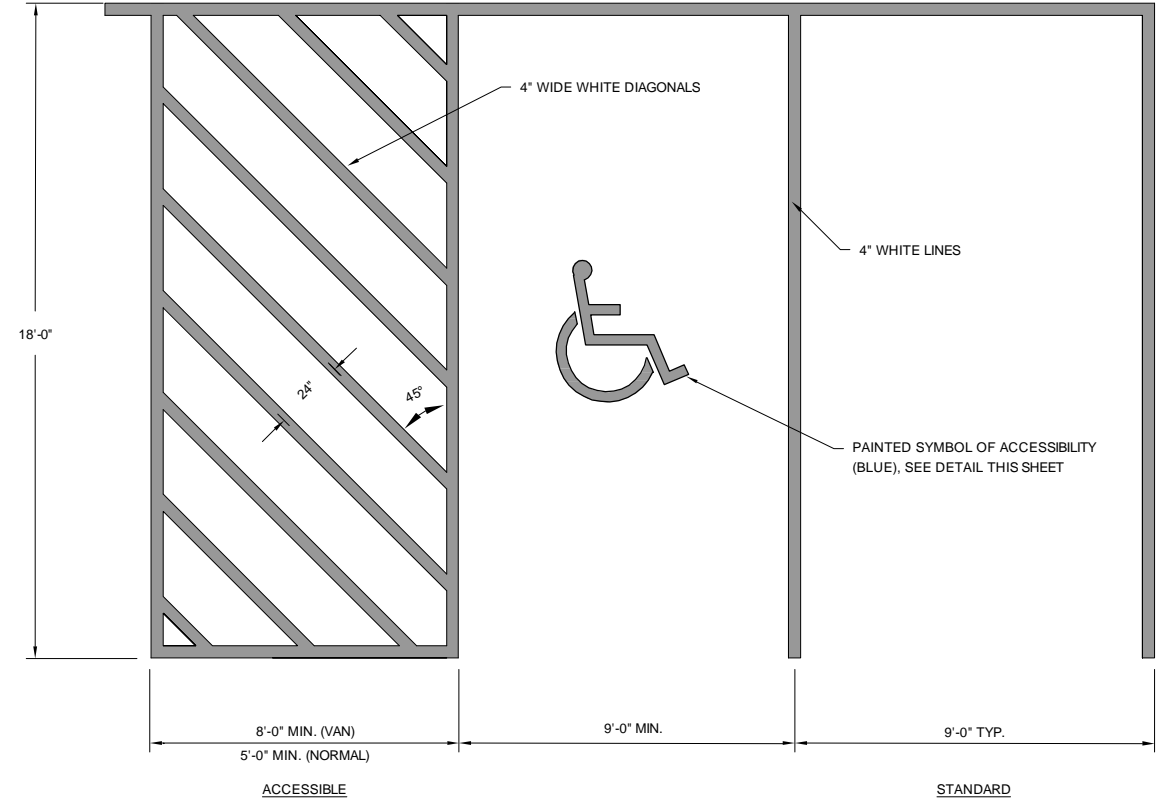 4" WIDE WHITE DIAGONALS
4" WHITE LINES
18'-0"
24"
45°
PAINTED SYMBOL OF ACCESSIBILITY
(BLUE), SEE DETAIL THIS SHEET
8'-0" MIN. (VAN)
5'-0" MIN. (NORMAL)
9'-0" MIN.
9'-0" TYP.
ACCESSIBLE
STANDARD